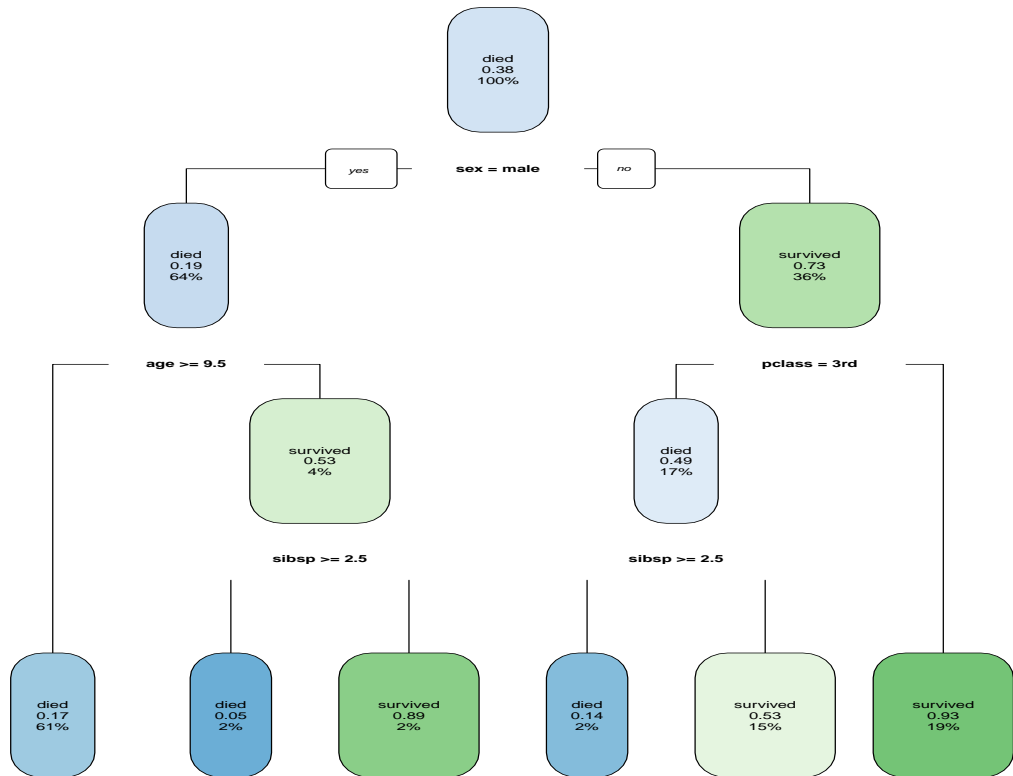 died
0.38
100%
yes
sex = male
no
died
0.19
64%
survived
0.73
36%
age >= 9.5
pclass = 3rd
survived
0.53
4%
died
0.49
17%
sibsp >= 2.5
sibsp >= 2.5
died
0.17
61%
died
0.05
2%
survived
0.89
2%
died
0.14
2%
survived
0.53
15%
survived
0.93
19%